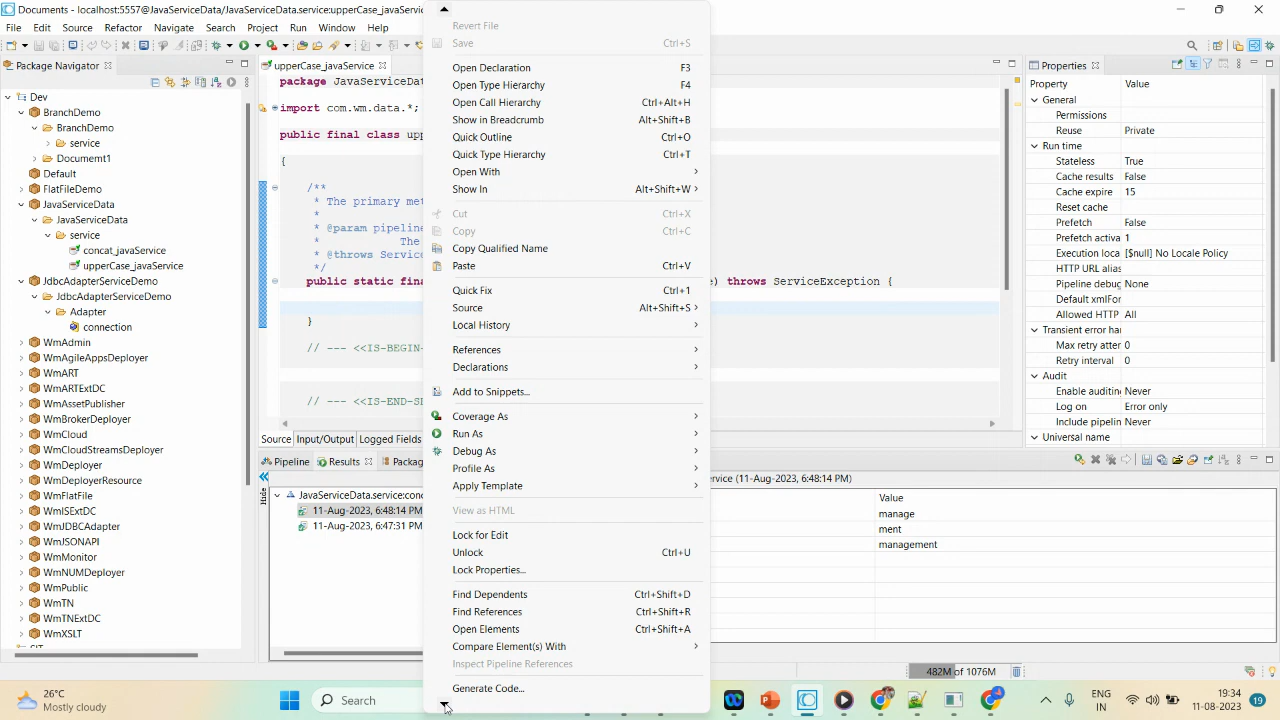 Documents - localhost:5557@/JavaServiceData/JavaService.service:upperCase_jav
File Edit Source Refactor Navigate Search Project Run Window Help
Package Navigator
Dev
BranchDemo
BranchDemo
service
Document1
Default
FlatFileDemo
JavaServiceData
JavaServiceData
service
concat_javaService
upperCase_javaService
JdbcAdapterServiceDemo
JdbcAdapterServiceDemo
Adapter
connection
WmAdmin
WmAgileAppsDeployer
WmART
WmARTExtDC
WmAssetPublisher
WmBrokerDeployer
WmCloud
WmCloudStreamsDeployer
WmDeployer
WmDeployerResource
WmFlatFile
WmISExtDC
WmJDBCAdapter
WmJSONAPI
WmMonitor
WmNUMDeployer
WmPublic
WmTN
WmTNExtDC
WmXSLT
upperCase_javaService
package JavaServiceDat
import com.wm.data.*;
public final class upp
{
/**
* The primary met
*
* @param pipelin
* The
* @throws Servic
*/
public static fina
e) throws ServiceException {
}
// --- <<IS-BEGIN-
// --- <<IS-END-S
Source Input/Output Logged Fields
Revert File
Save Ctrl+S
Open Declaration F3
Open Type Hierarchy F4
Open Call Hierarchy Ctrl+Alt+H
Show in Breadcrumb Alt+Shift+B
Quick Outline Ctrl+O
Quick Type Hierarchy Ctrl+T
Open With
Show In Alt+Shift+W
Cut Ctrl+X
Copy Ctrl+C
Copy Qualified Name
Paste Ctrl+V
Quick Fix Ctrl+1
Source Alt+Shift+S
Local History
References
Declarations
Add to Snippets...
Coverage As
Run As
Debug As
Profile As
Apply Template
View as HTML
Lock for Edit
Unlock Ctrl+U
Lock Properties...
Find Dependents Ctrl+Shift+D
Find References Ctrl+Shift+R
Open Elements Ctrl+Shift+A
Compare Element(s) With
Inspect Pipeline References
Generate Code...
Properties
Property Value
General
Permissions
Reuse Private
Run time
Stateless True
Cache results False
Cache expire 15
Reset cache
Prefetch False
Prefetch activa 1
Execution local [$null] No Locale Policy
HTTP URL alias
Pipeline debug None
Default xmlFor
Allowed HTTP All
Transient error har
Max retry atter 0
Retry interval 0
Audit
Enable auditing Never
Log on Error only
Include pipelin Never
Universal name
Pipeline Results Packag
Hide
JavaServiceData.service:conc
11-Aug-2023, 6:48:14 PM
11-Aug-2023, 6:47:31 PM
rvice (11-Aug-2023, 6:48:14 PM)
Value
manage
ment
management
482M of 1076M
26°C
Mostly cloudy
Search
ENG
IN
19:34
11-08-2023
19